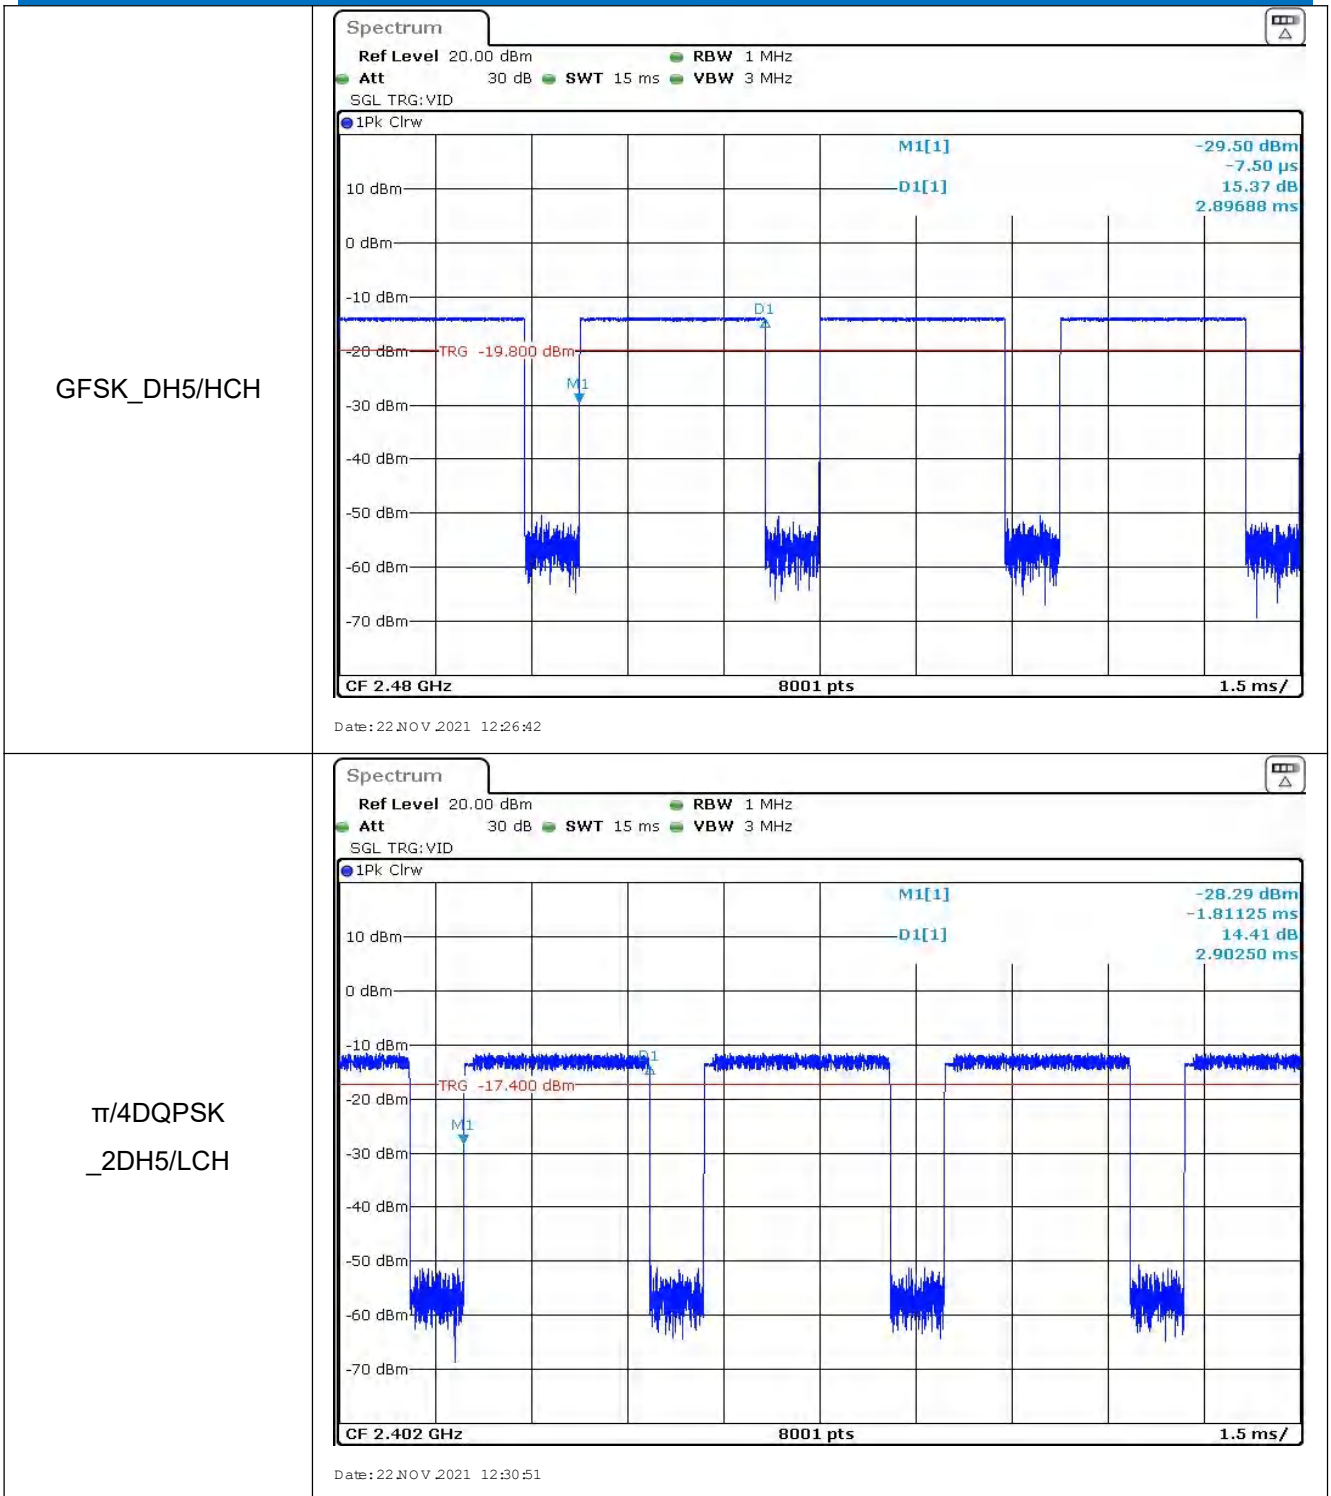 GFSK_DH5/HCH
Spectrum
Ref Level 20.00 dBm RBW 1 MHz
Att 30 dB SWT 15 ms VBW 3 MHz
SGL TRG:VID
1Pk Clrw
M1[1] -29.50 dBm
-7.50 µs
10 dBm D1[1] 15.37 dB
2.89688 ms
0 dBm
-10 dBm
D1
-20 dBm TRG -19.800 dBm
M1
-30 dBm
-40 dBm
-50 dBm
-60 dBm
-70 dBm
CF 2.48 GHz 8001 pts 1.5 ms/
Date: 22.NOV.2021 12:26:42
π/4DQPSK
_2DH5/LCH
Spectrum
Ref Level 20.00 dBm RBW 1 MHz
Att 30 dB SWT 15 ms VBW 3 MHz
SGL TRG:VID
1Pk Clrw
M1[1] -28.29 dBm
-1.81125 ms
10 dBm D1[1] 14.41 dB
2.90250 ms
0 dBm
-10 dBm
D1
TRG -17.400 dBm
-20 dBm
M1
-30 dBm
-40 dBm
-50 dBm
-60 dBm
-70 dBm
CF 2.402 GHz 8001 pts 1.5 ms/
Date: 22.NOV.2021 12:30:51